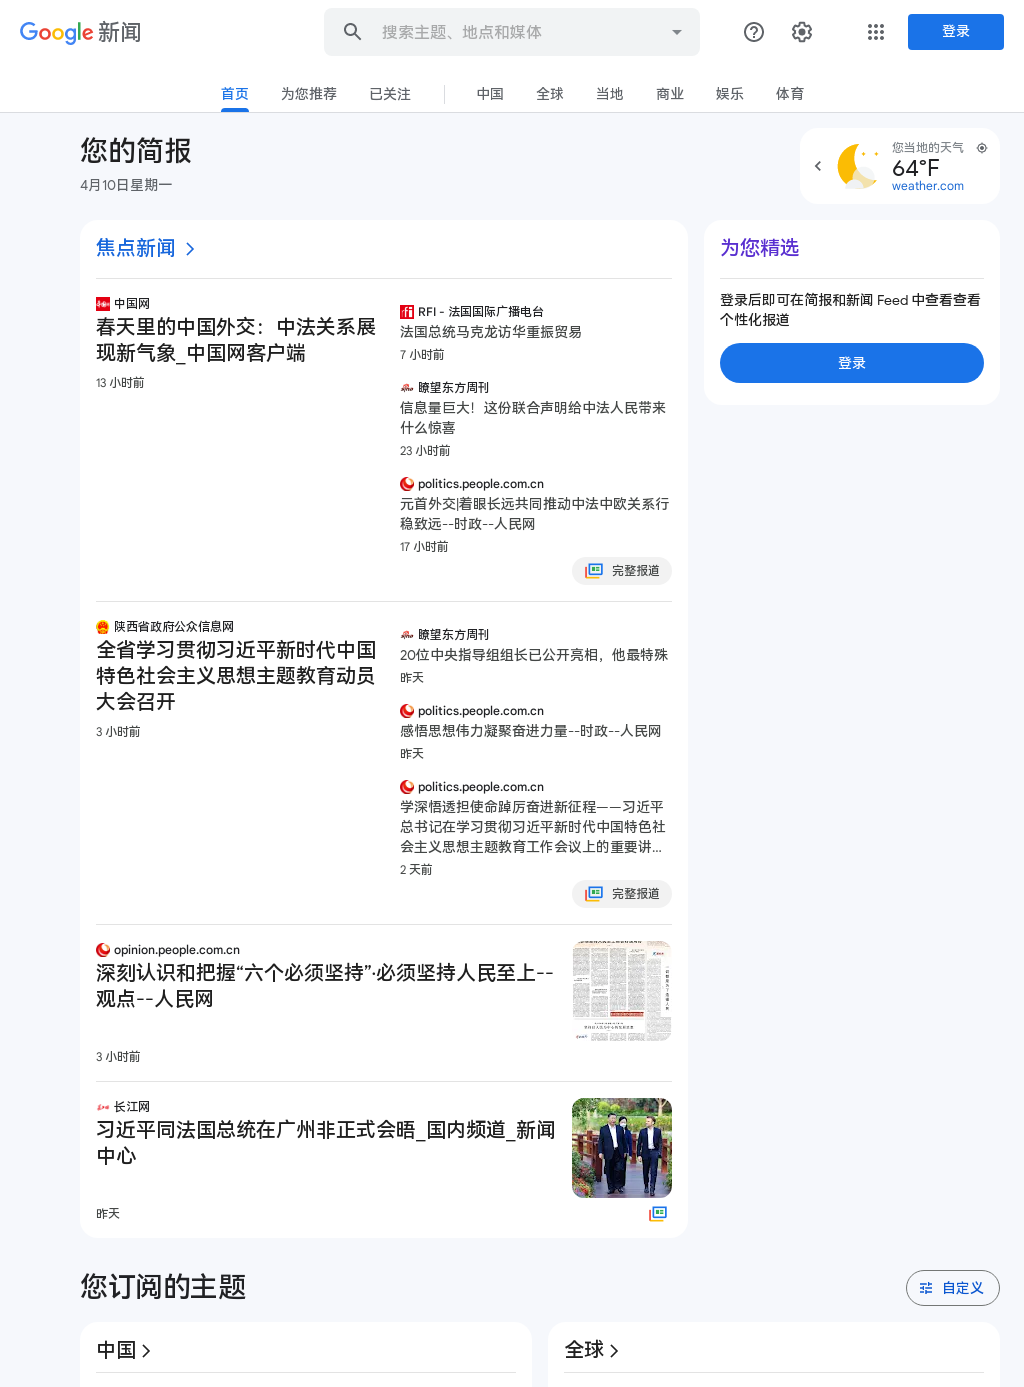 Google 新闻
搜索主题、地点和媒体
登录
首页
为您推荐
已关注
中国
全球
当地
商业
娱乐
体育
您的简报
4月10日星期一
您当地的天气
64°F
weather.com
焦点新闻
中国网
春天里的中国外交：中法关系展
现新气象_中国网客户端
13 小时前
RFI - 法国国际广播电台
法国总统马克龙访华重振贸易
7 小时前
瞭望东方周刊
信息量巨大！这份联合声明给中法人民带来
什么惊喜
23 小时前
politics.people.com.cn
元首外交|着眼长远共同推动中法中欧关系行
稳致远--时政--人民网
17 小时前
完整报道
陕西省政府公众信息网
全省学习贯彻习近平新时代中国
特色社会主义思想主题教育动员
大会召开
3 小时前
瞭望东方周刊
20位中央指导组组长已公开亮相，他最特殊
昨天
politics.people.com.cn
感悟思想伟力凝聚奋进力量--时政--人民网
昨天
politics.people.com.cn
学深悟透担使命踔厉奋进新征程——习近平
总书记在学习贯彻习近平新时代中国特色社
会主义思想主题教育工作会议上的重要讲...
2 天前
完整报道
opinion.people.com.cn
深刻认识和把握“六个必须坚持”·必须坚持人民至上--
观点--人民网
3 小时前
长江网
习近平同法国总统在广州非正式会晤_国内频道_新闻
中心
昨天
为您精选
登录后即可在简报和新闻 Feed 中查看查看
个性化报道
登录
您订阅的主题
自定义
中国
全球